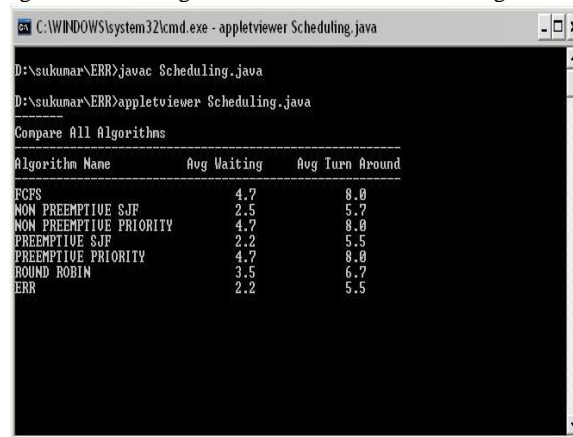 C:\WINDOWS\system32\cmd.exe - appletviewer Scheduling.java
D:\sukumar\ERR>javac Scheduling.java
D:\sukumar\ERR>appletviewer Scheduling.java
-------
Compare All Algorithms
-------------------------------------------------------
Algorithm Name Avg Waiting Avg Turn Around
-------------------------------------------------------
FCFS 4.7 8.0
NON PREEMPTIVE SJF 2.5 5.7
NON PREEMPTIVE PRIORITY 4.7 8.0
PREEMPTIVE SJF 2.2 5.5
PREEMPTIVE PRIORITY 4.7 8.0
ROUND ROBIN 3.5 6.7
ERR 2.2 5.5